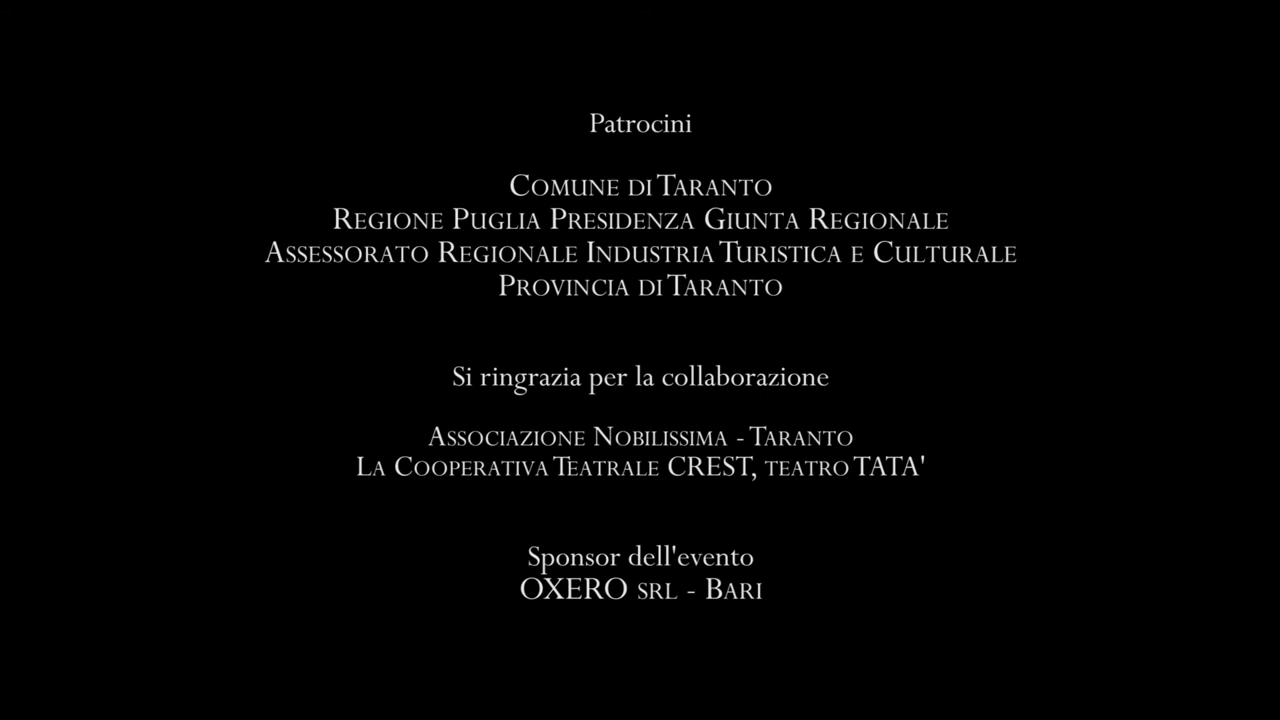 Patrocini
Comune di Taranto
Regione Puglia Presidenza Giunta Regionale
Assessorato Regionale Industria Turistica e Culturale
Provincia di Taranto
Si ringrazia per la collaborazione
Associazione Nobilissima - Taranto
La Cooperativa Teatrale CREST, teatro TATA'
Sponsor dell'evento
OXERO srl - Bari